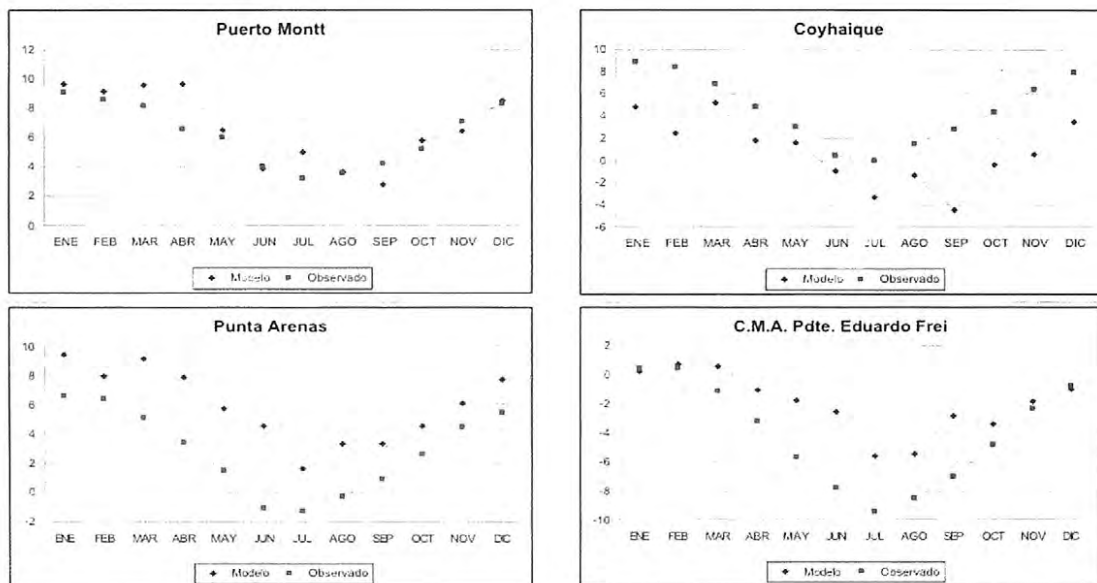 Puerto Montt
12
10
8
6
4
2
0
ENE FEB MAR ABR MAY JUN JUL AGO SEP OCT NOV DIC
Modelo Observado
Coyhaique
10
8
6
4
2
0
-2
-4
-6
ENE FEB MAR ABR MAY JUN JUL AGO SEP OCT NOV DIC
Modelo Observado
Punta Arenas
10
8
6
4
2
0
-2
ENE FEB MAR ABR MAY JUN JUL AGO SEP OCT NOV DIC
Modelo Observado
C.M.A. Pdte. Eduardo Frei
2
0
-2
-4
-6
-8
-10
ENE FEB MAR ABR MAY JUN JUL AGO SEP OCT NOV DIC
Modelo Observado